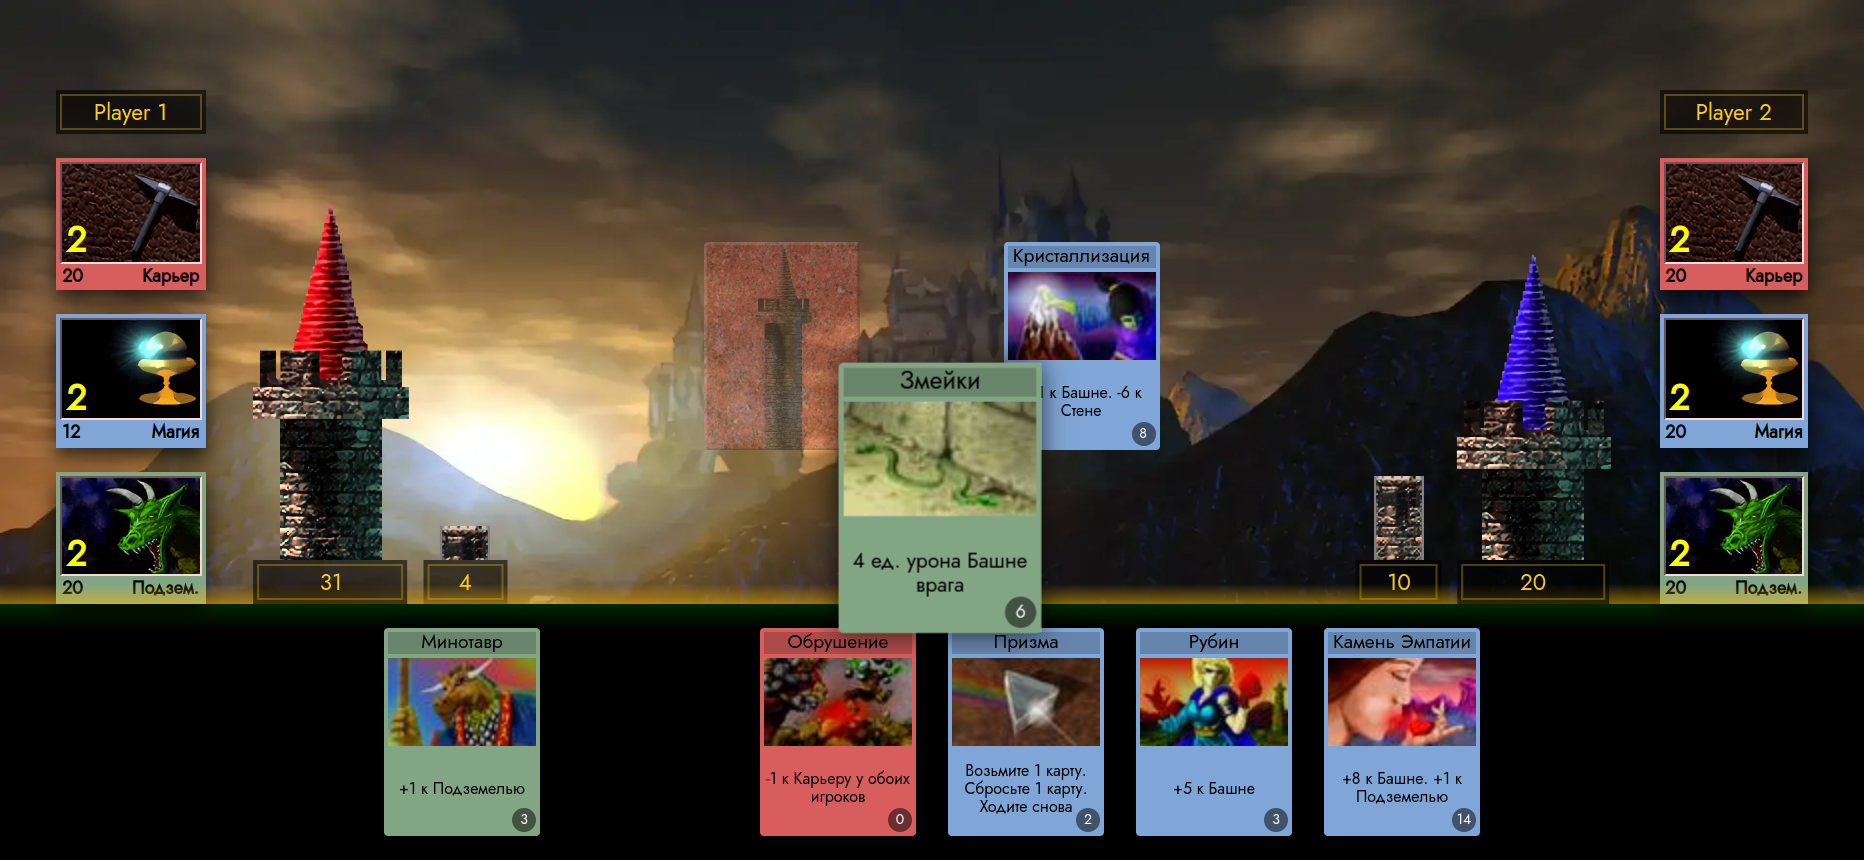 Player 1
2
20 Карьер
2
12 Магия
2
20 Подзем.
31
4
Кристаллизация
к Башне. -6 к
Стене
8
Змейки
4 ед. урона Башне
врага
6
Player 2
2
20 Карьер
2
20 Магия
2
20 Подзем.
10
20
Минотавр
+1 к Подземелью
3
Обрушение
-1 к Карьеру у обоих
игроков
0
Призма
Возьмите 1 карту.
Сбросьте 1 карту.
Ходите снова
2
Рубин
+5 к Башне
3
Камень Эмпатии
+8 к Башне. +1 к
Подземелью
14